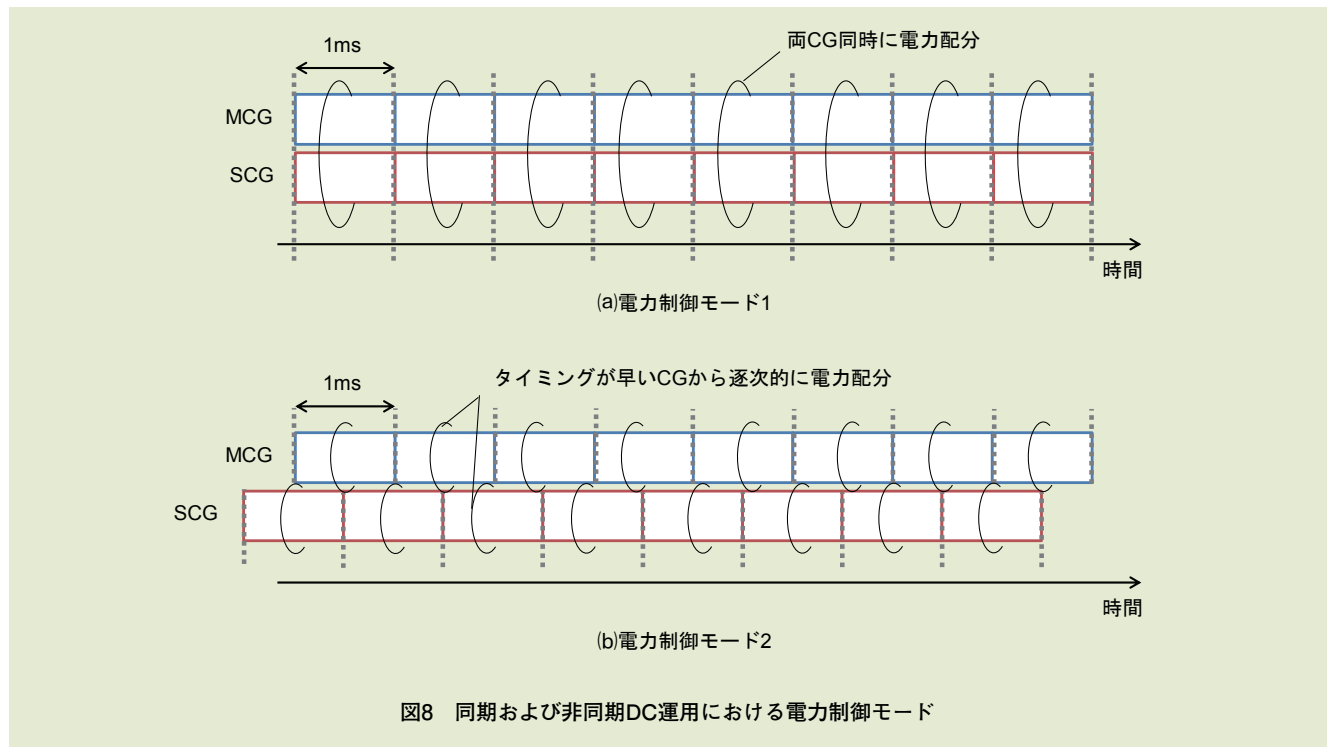 両CG同時に電力配分
1ms
MCG
SCG
時間
(a)電力制御モード1
タイミングが早いCGから逐次的に電力配分
1ms
MCG
SCG
時間
(b)電力制御モード2
図8 同期および非同期DC運用における電力制御モード